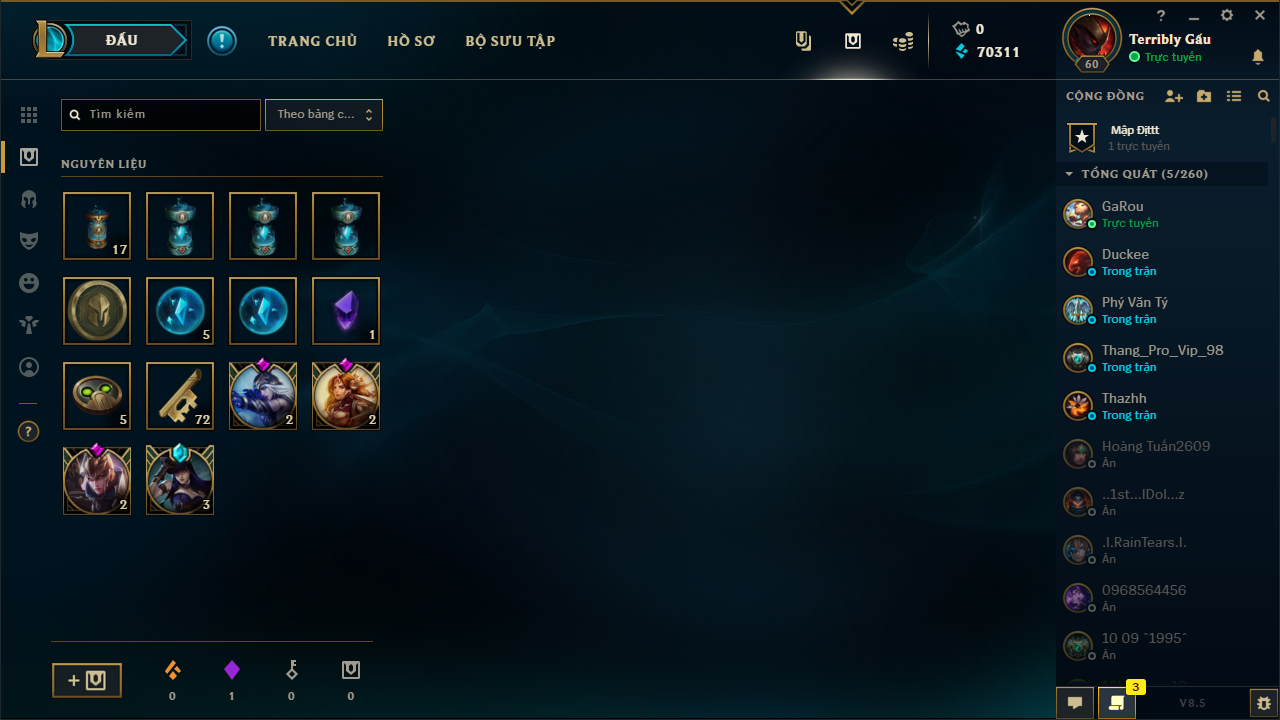 ĐẤU
TRANG CHỦ
HỒ SƠ
BỘ SƯU TẬP
0
70311
60
Terribly Gấu
Trực tuyến
Tìm kiếm
Theo bảng c...
NGUYÊN LIỆU
17
5
1
5
72
2
2
2
3
0
1
0
0
CỘNG ĐỒNG
Mập Địttt
1 trực tuyến
TỔNG QUÁT (5/260)
GaRou
Trực tuyến
Duckee
Trong trận
Phý Văn Tý
Trong trận
Thang_Pro_Vip_98
Trong trận
Thazhh
Trong trận
Hoàng Tuấn2609
Ẩn
..1st...IDol...z
Ẩn
.I.RainTears.I.
Ẩn
0968564456
Ẩn
10 09 ˆ1995ˆ
Ẩn
3
V8.5